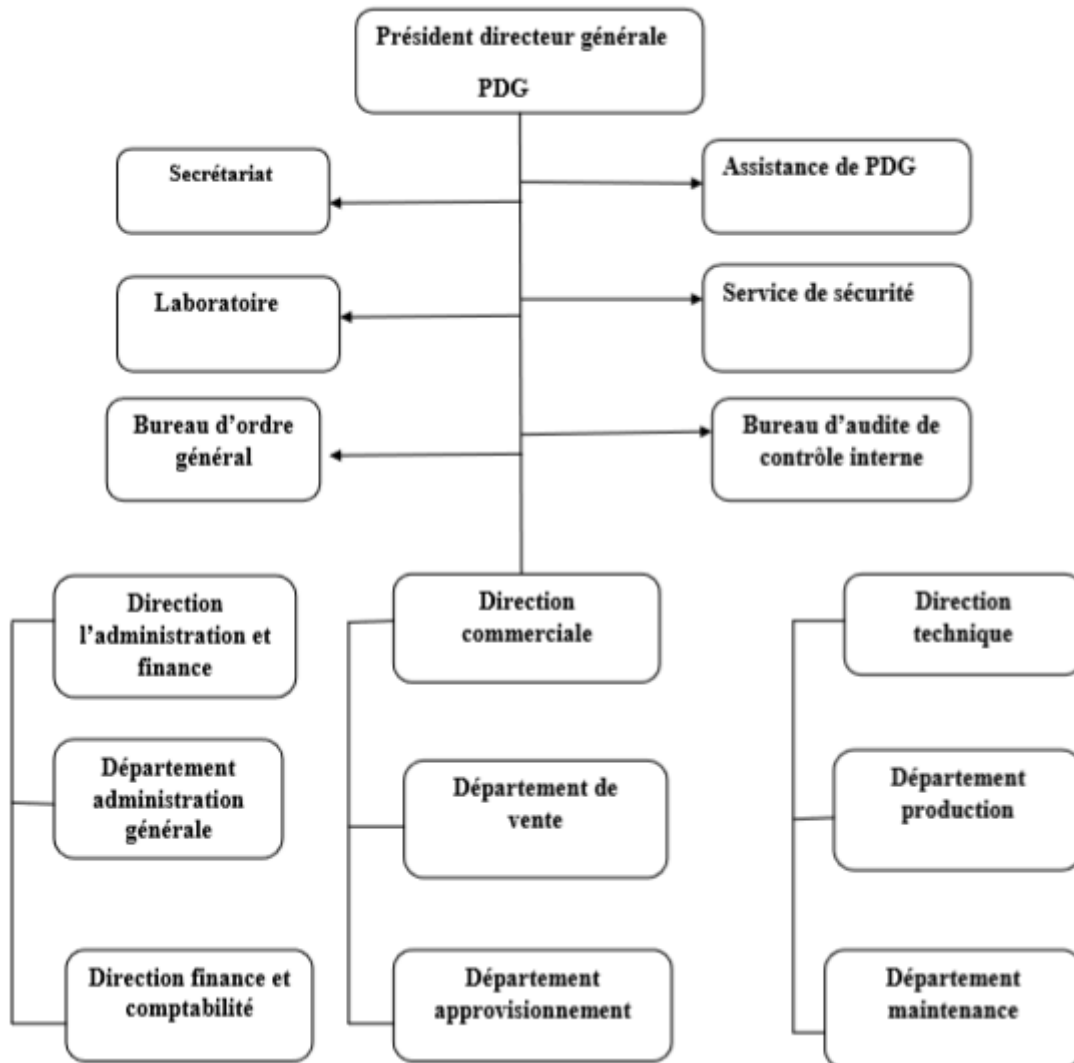 Président directeur générale
PDG
Secrétariat
Assistance de PDG
Laboratoire
Service de sécurité
Bureau d’ordre
général
Bureau d’audite de
contrôle interne
Direction
l’administration et
finance
Direction
commerciale
Direction
technique
Département
administration
générale
Département de
vente
Département
production
Direction finance et
comptabilité
Département
approvisionnement
Département
maintenance